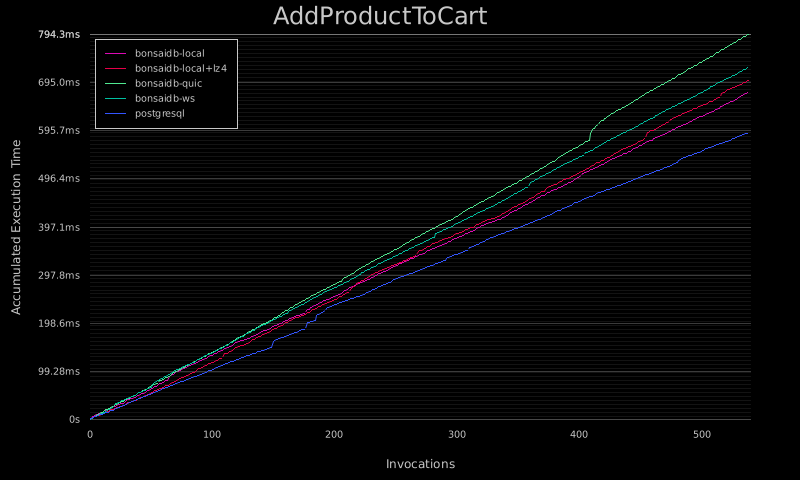 AddProductToCart
794.3ms
695.0ms
595.7ms
496.4ms
397.1ms
297.8ms
198.6ms
99.28ms
0s
Accumulated Execution Time
bonsaidb-local
bonsaidb-local+lz4
bonsaidb-quic
bonsaidb-ws
postgresql
0 100 200 300 400 500
Invocations